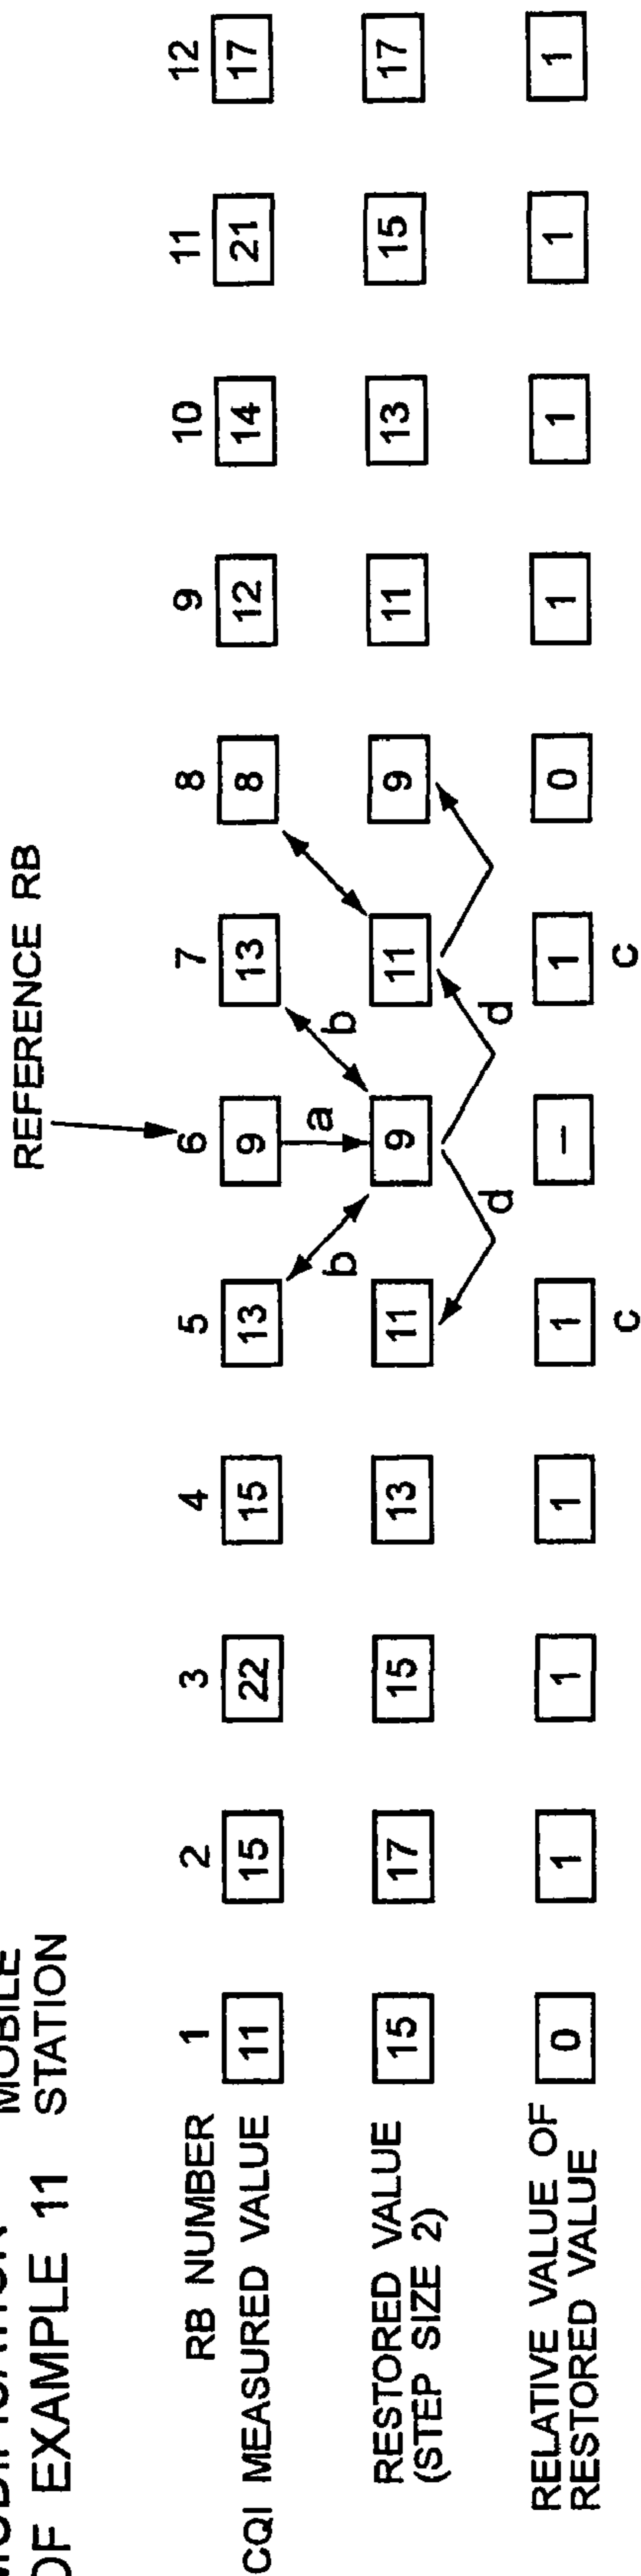 OF EXAMPLE 11
STATION
REFERENCE RB
RB NUMBER 1 2 3 4 5 6 7 8 9 10 11 12
CQI MEASURED VALUE 11 15 22 15 13 9 13 8 12 14 21 17
b a b
RESTORED VALUE
(STEP SIZE 2)
15 17 15 13 11 9 11 9 11 13 15 17
d d
RELATIVE VALUE OF
RESTORED VALUE
0 1 1 1 1 – 1 0 1 1 1 1
c c